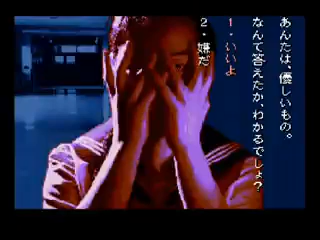 あんたは、優しいもの。
なんて答えたか、わかるでしょ？
１・いいよ
２・嫌だ